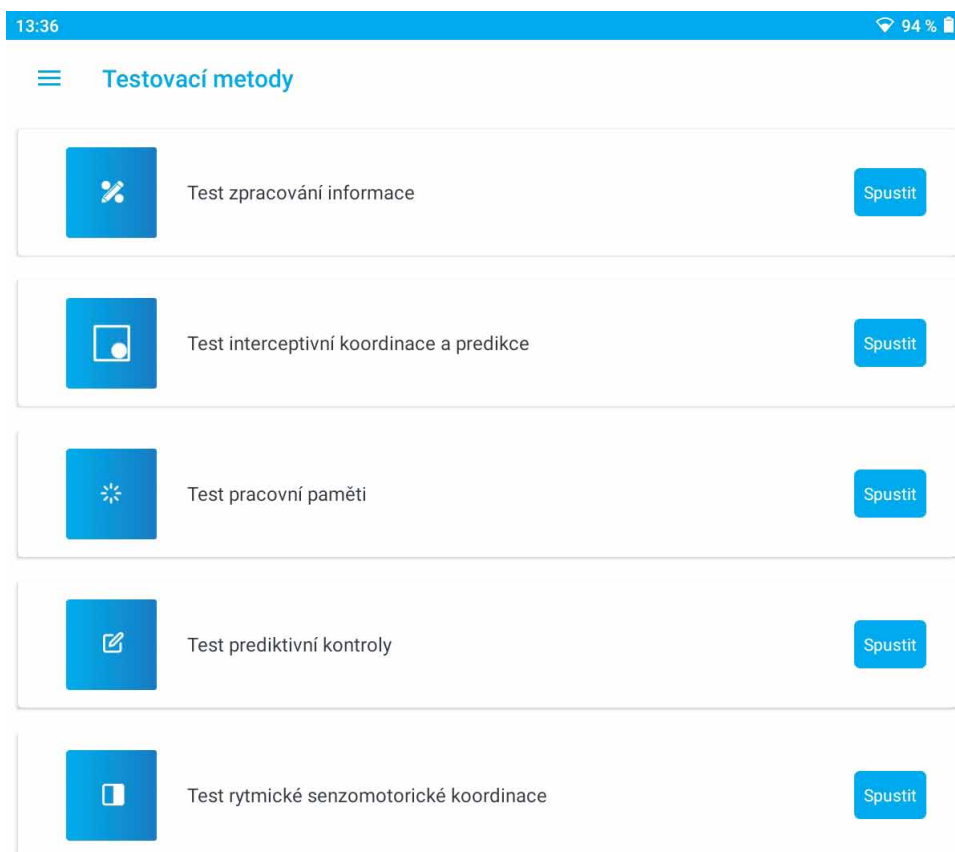 13:36
94 %
Testovací metody
Test zpracování informace
Spustit
Test interceptivní koordinace a predikce
Spustit
Test pracovní paměti
Spustit
Test prediktivní kontroly
Spustit
Test rytmické senzomotorické koordinace
Spustit